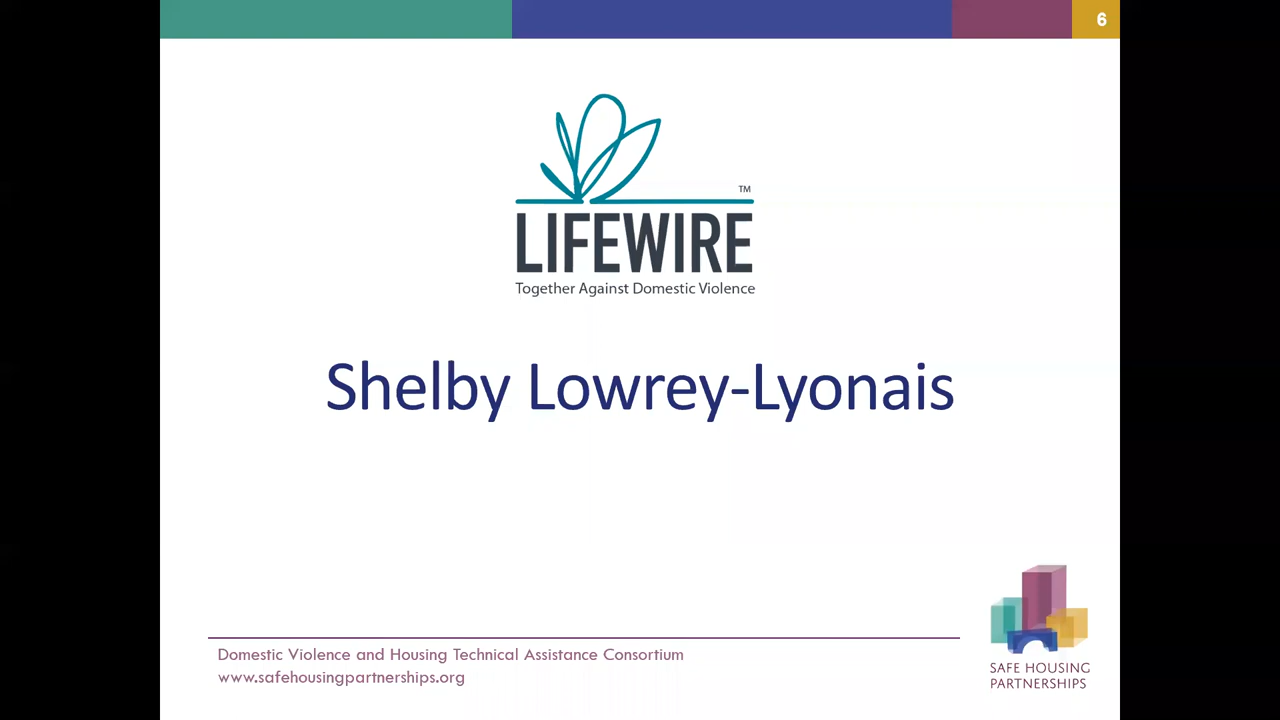 6
TM
LIFEWIRE
Together Against Domestic Violence
Shelby Lowrey-Lyonais
Domestic Violence and Housing Technical Assistance Consortium
www.safehousingpartnerships.org
SAFE HOUSING
PARTNERSHIPS